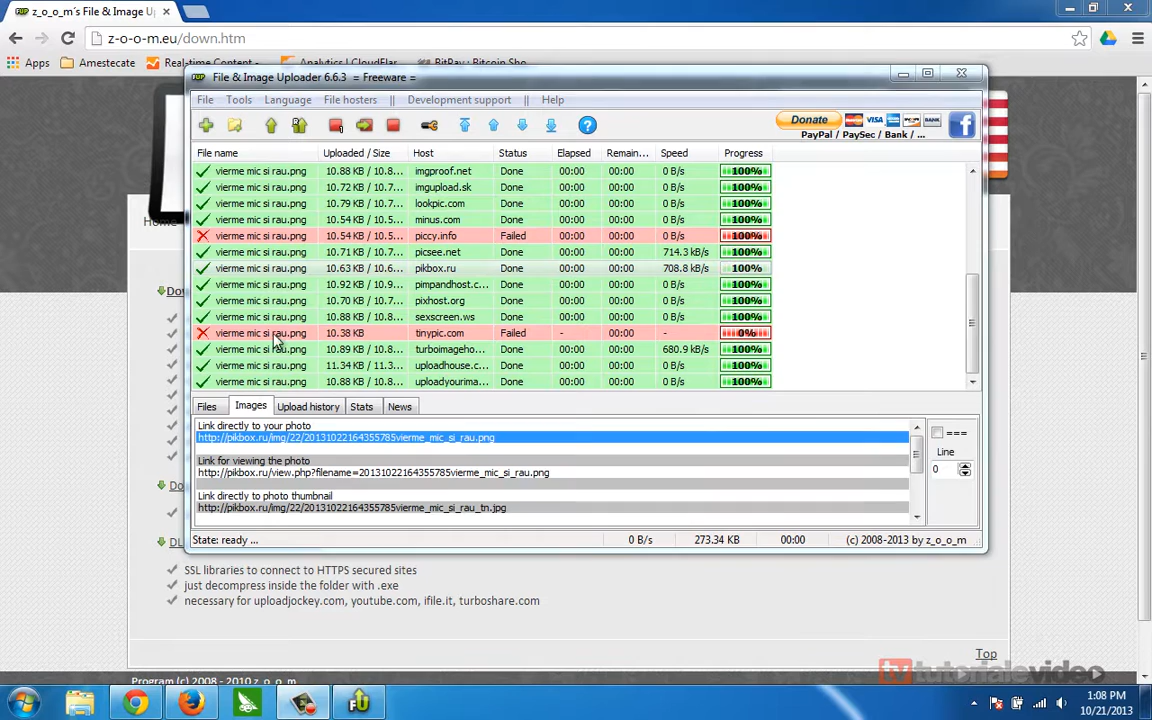 z_o_o_m's File & Image Up
z-o-o-m.eu/down.htm
Apps Amestecate Real-time Content - Analytics | CloudFlar BitPay : Bitcoin Sho
File & Image Uploader 6.6.3 = Freeware =
File Tools Language File hosters || Development support || Help
Donate VISA BANK
PayPal / PaySec / Bank / ...
File name Uploaded / Size Host Status Elapsed Remain... Speed Progress
vierme mic si rau.png 10.88 KB / 10.8... imgproof.net Done 00:00 00:00 0 B/s 100%
vierme mic si rau.png 10.72 KB / 10.7... imgupload.sk Done 00:00 00:00 0 B/s 100%
vierme mic si rau.png 10.79 KB / 10.7... lookpic.com Done 00:00 00:00 0 B/s 100%
vierme mic si rau.png 10.54 KB / 10.5... minus.com Done 00:00 00:00 0 B/s 100%
vierme mic si rau.png 10.54 KB / 10.5... piccy.info Failed 00:00 00:00 0 B/s 100%
vierme mic si rau.png 10.71 KB / 10.7... picsee.net Done 00:00 00:00 714.3 kB/s 100%
vierme mic si rau.png 10.63 KB / 10.6... pikbox.ru Done 00:00 00:00 708.8 kB/s 100%
vierme mic si rau.png 10.92 KB / 10.9... pimpandhost.c... Done 00:00 00:00 0 B/s 100%
vierme mic si rau.png 10.70 KB / 10.7... pixhost.org Done 00:00 00:00 0 B/s 100%
vierme mic si rau.png 10.88 KB / 10.8... sexscreen.ws Done 00:00 00:00 0 B/s 100%
vierme mic si rau.png 10.38 KB tinypic.com Failed - 00:00 - 0%
vierme mic si rau.png 10.89 KB / 10.8... turboimageho... Done 00:00 00:00 680.9 kB/s 100%
vierme mic si rau.png 11.34 KB / 11.3... uploadhouse.c... Done 00:00 00:00 0 B/s 100%
vierme mic si rau.png 10.88 KB / 10.8... uploadyourima... Done 00:00 00:00 0 B/s 100%
Files Images Upload history Stats News
Link directly to your photo
http://pikbox.ru/img/22/20131022164355785vierme_mic_si_rau.png
===
Link for viewing the photo
Line
http://pikbox.ru/view.php?filename=20131022164355785vierme_mic_si_rau.png
0
Link directly to photo thumbnail
http://pikbox.ru/img/22/20131022164355785vierme_mic_si_rau_tn.jpg
State: ready ... 0 B/s 273.34 KB 00:00 (c) 2008-2013 by z_o_o_m
SSL libraries to connect to HTTPS secured sites
just decompress inside the folder with .exe
necessary for uploadjockey.com, youtube.com, ifile.it, turboshare.com
Top
Program (c) 2008 - 2010 z_o_o_m
tv tutorialevideo
1:08 PM
10/21/2013